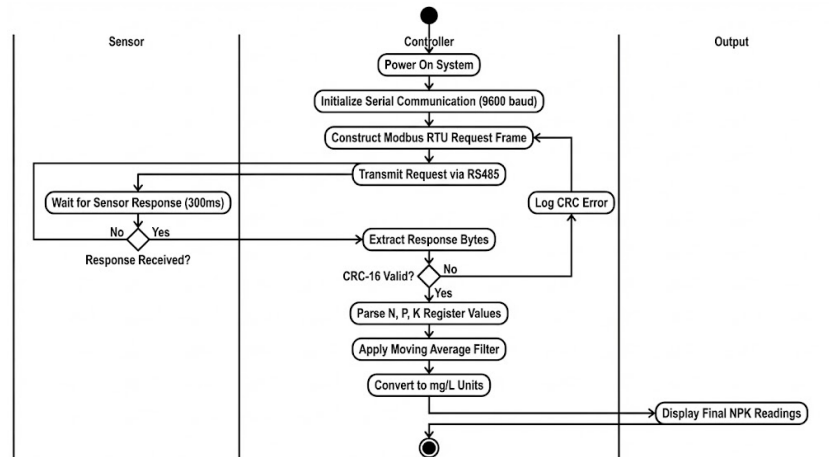 Sensor
Controller
Output
Power On System
Initialize Serial Communication (9600 baud)
Construct Modbus RTU Request Frame
Transmit Request via RS485
Wait for Sensor Response (300ms)
Log CRC Error
No
Yes
Response Received?
Extract Response Bytes
CRC-16 Valid?
No
Yes
Parse N, P, K Register Values
Apply Moving Average Filter
Convert to mg/L Units
Display Final NPK Readings